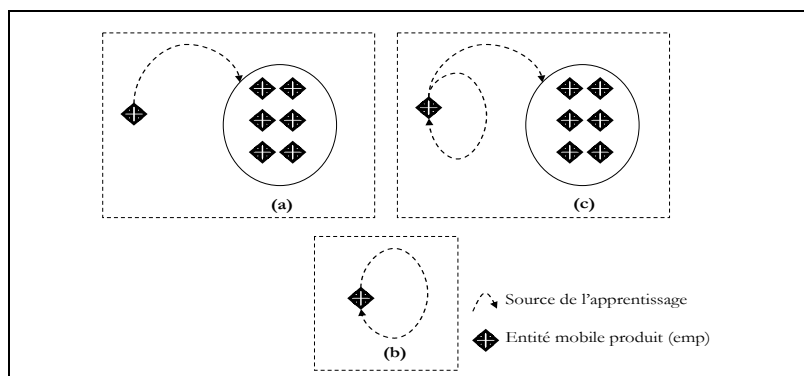 (a)
(c)
(b)
Source de l'apprentissage
Entité mobile produit (emp)